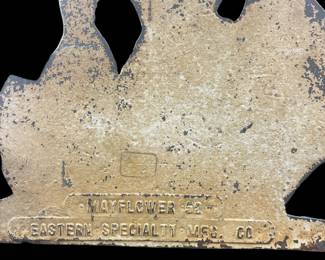 MAYFLOWER 52
EASTERN SPECIALTY MFG. CO